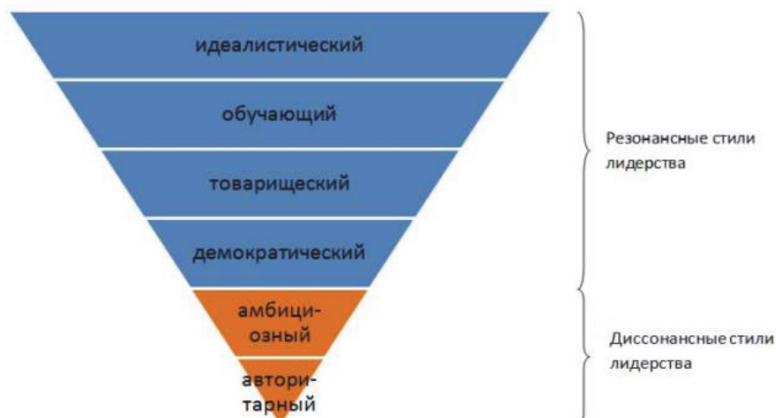 идеалистический
обучающий
товарищеский
демократический
амбици-
озный
автори-
тарный
Резонансные стили
лидерства
Диссонансные стили
лидерства